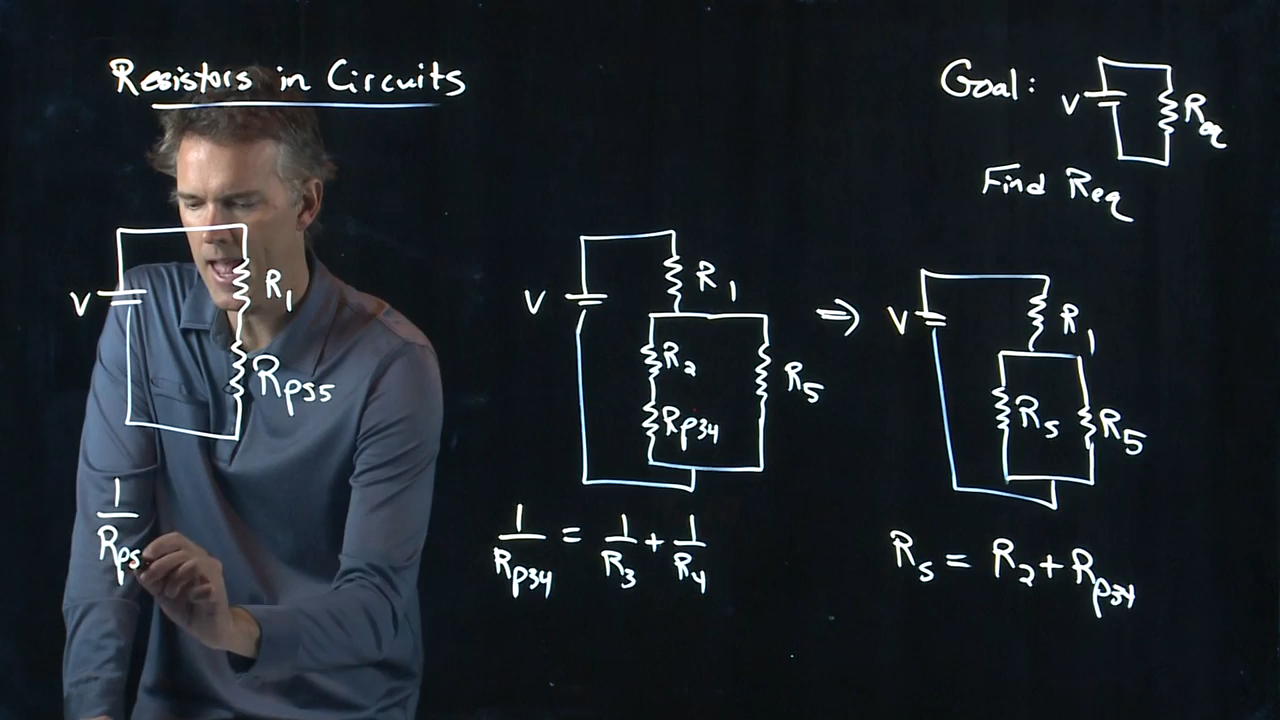 Resistors in Circuits
Goal: V Req
Find Req
V R1
Rps5
1/Rps
V R1
R2
Rp34
R5
1/Rp34 = 1/R3 + 1/R4
⇒
V R1
Rs R5
Rs = R2 + Rp34